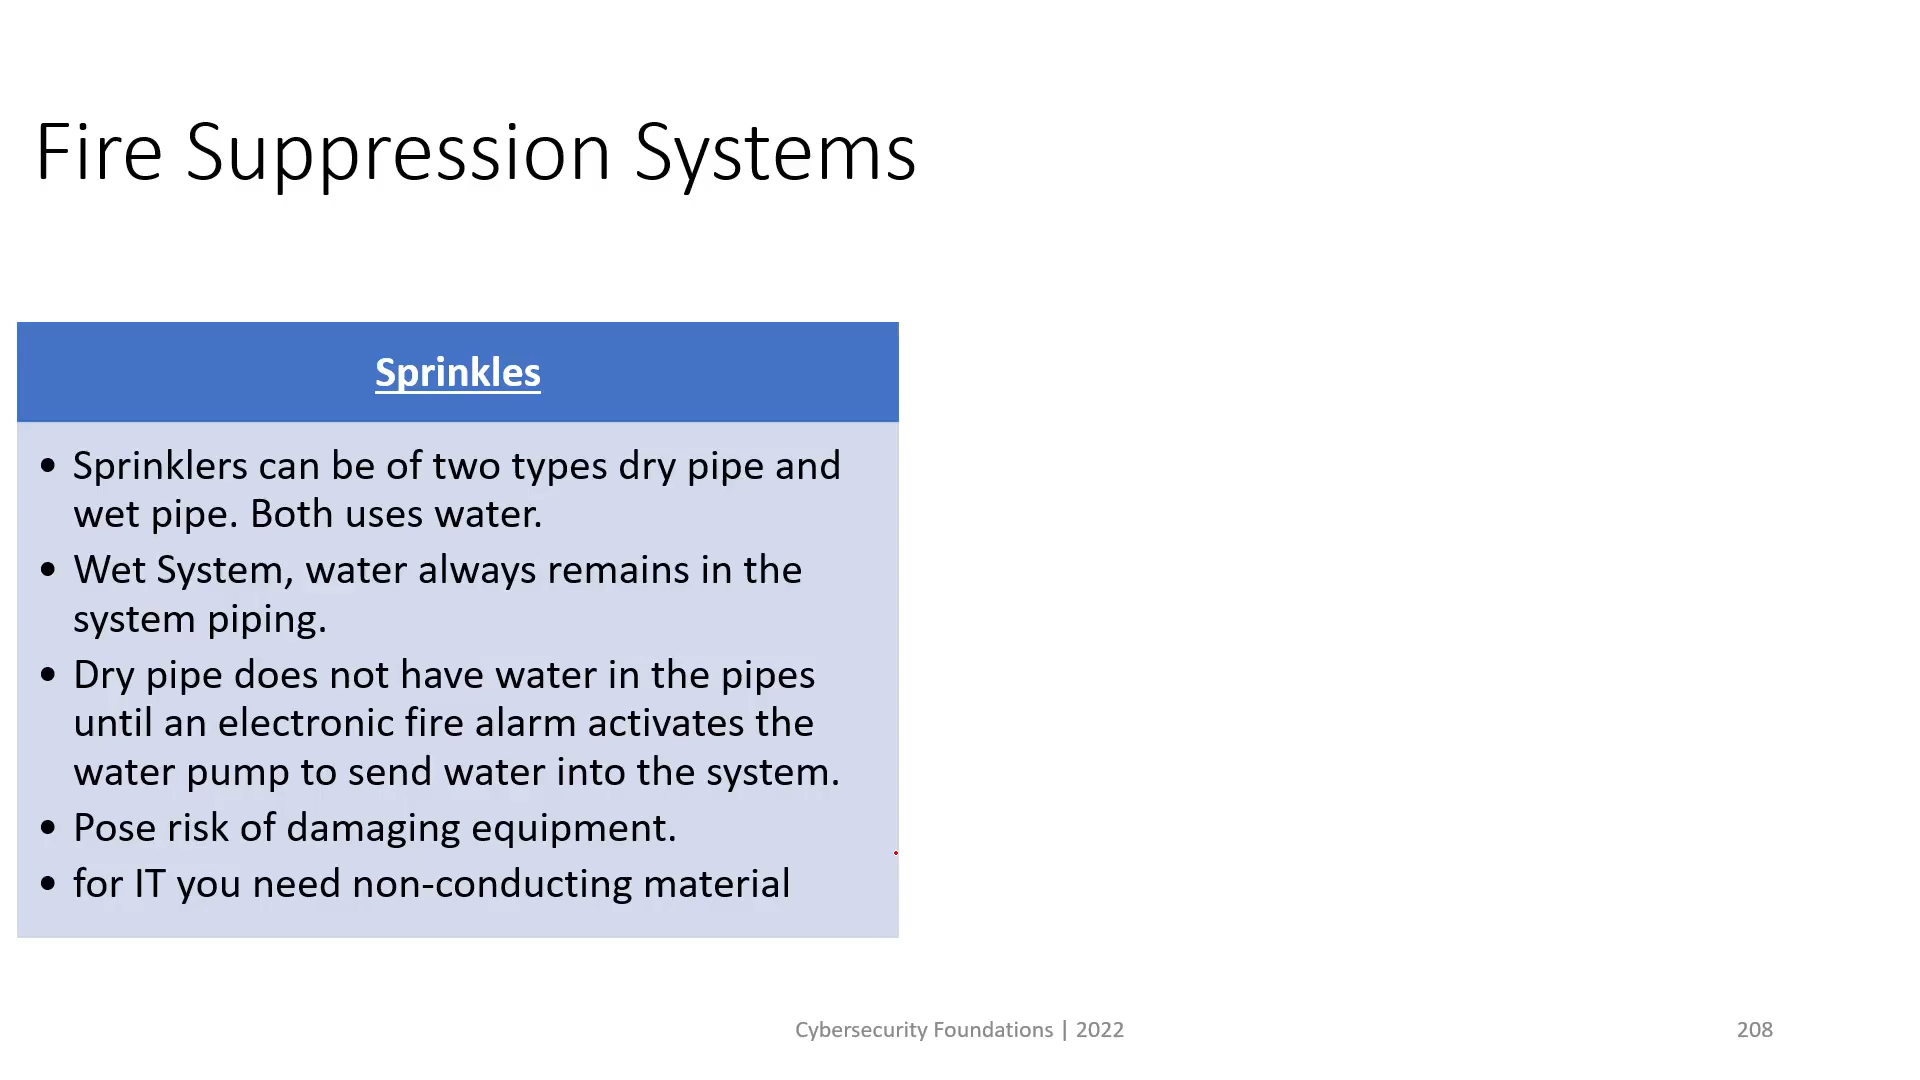 Fire Suppression Systems
Sprinkles
• Sprinklers can be of two types dry pipe and
wet pipe. Both uses water.
• Wet System, water always remains in the
system piping.
• Dry pipe does not have water in the pipes
until an electronic fire alarm activates the
water pump to send water into the system.
• Pose risk of damaging equipment.
• for IT you need non-conducting material
Cybersecurity Foundations | 2022
208